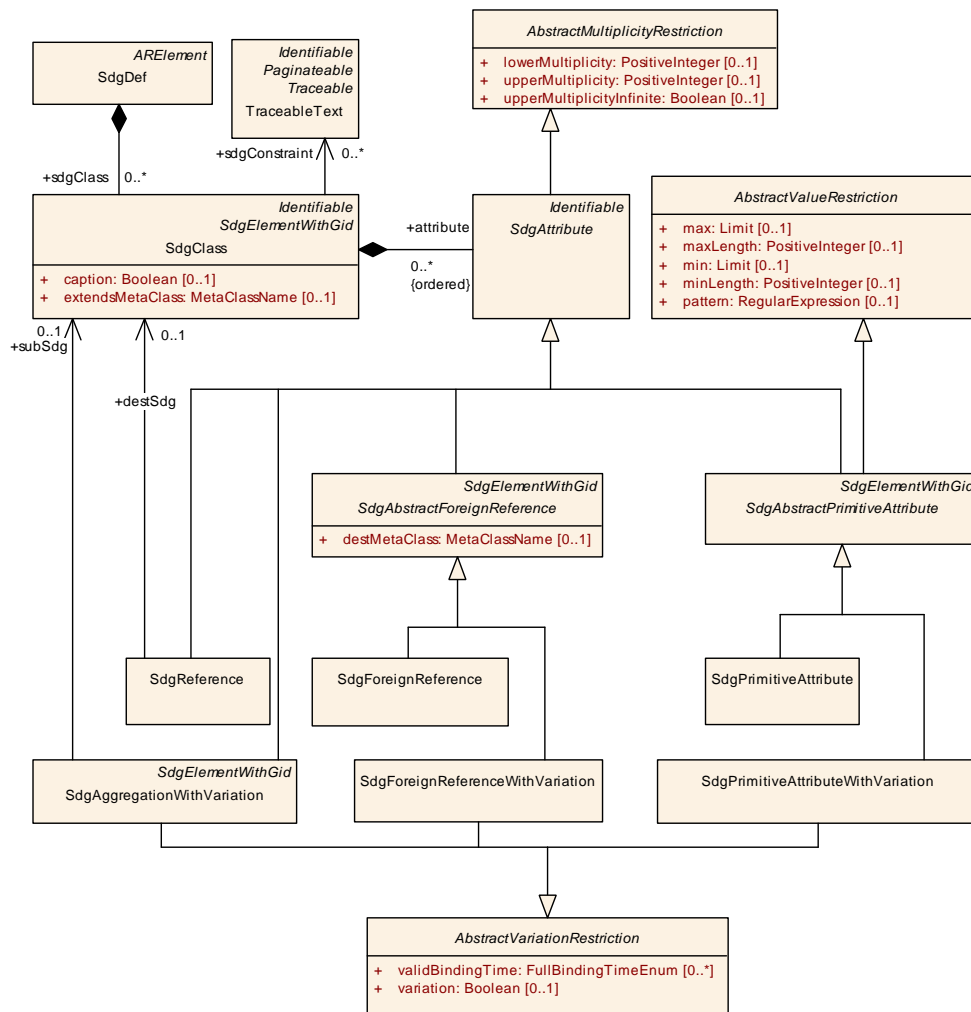 AbstractMultiplicityRestriction
+ lowerMultiplicity: PositiveInteger [0..1]
+ upperMultiplicity: PositiveInteger [0..1]
+ upperMultiplicityInfinite: Boolean [0..1]
ARElement
SdgDef
Identifiable
Paginateable
Traceable
TraceableText
+sdgClass
0..*
+sdgConstraint
0..*
Identifiable
SdgElementWithGid
SdgClass
+ caption: Boolean [0..1]
+ extendsMetaClass: MetaClassName [0..1]
+attribute
0..*
{ordered}
Identifiable
SdgAttribute
AbstractValueRestriction
+ max: Limit [0..1]
+ maxLength: PositiveInteger [0..1]
+ min: Limit [0..1]
+ minLength: PositiveInteger [0..1]
+ pattern: RegularExpression [0..1]
0..1
+subSdg
0..1
+destSdg
SdgElementWithGid
SdgAbstractForeignReference
+ destMetaClass: MetaClassName [0..1]
SdgElementWithGid
SdgAbstractPrimitiveAttribute
SdgReference
SdgForeignReference
SdgPrimitiveAttribute
SdgElementWithGid
SdgAggregationWithVariation
SdgForeignReferenceWithVariation
SdgPrimitiveAttributeWithVariation
AbstractVariationRestriction
+ validBindingTime: FullBindingTimeEnum [0..*]
+ variation: Boolean [0..1]